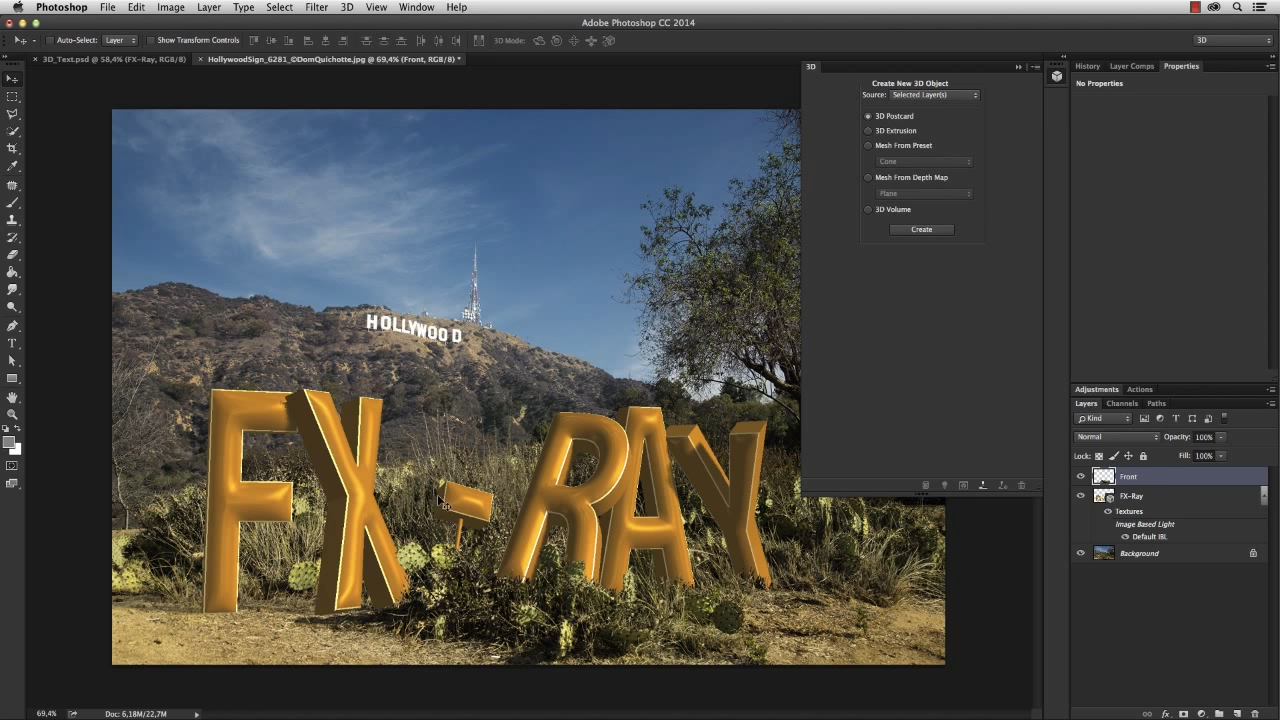 Photoshop File Edit Image Layer Type Select Filter 3D View Window Help
Adobe Photoshop CC 2014
Auto-Select: Layer Show Transform Controls 3D Mode: 3D
3D_Text.psd @ 58,4% (FX-Ray, RGB/8) HollywoodSign_6281_©DomQuichotte.jpg @ 69,4% (Front, RGB/8) *
3D
Create New 3D Object
Source: Selected Layer(s)
3D Postcard
3D Extrusion
Mesh From Preset
Cone
Mesh From Depth Map
Plane
3D Volume
Create
History Layer Comps Properties
No Properties
HOLLYWOOD
FX-RAY
Adjustments Actions
Layers Channels Paths
Kind
Normal Opacity: 100%
Lock: Fill: 100%
Front
FX-Ray
Textures
Image Based Light
Default IBL
Background
69,4% Doc: 6,18M/22,7M